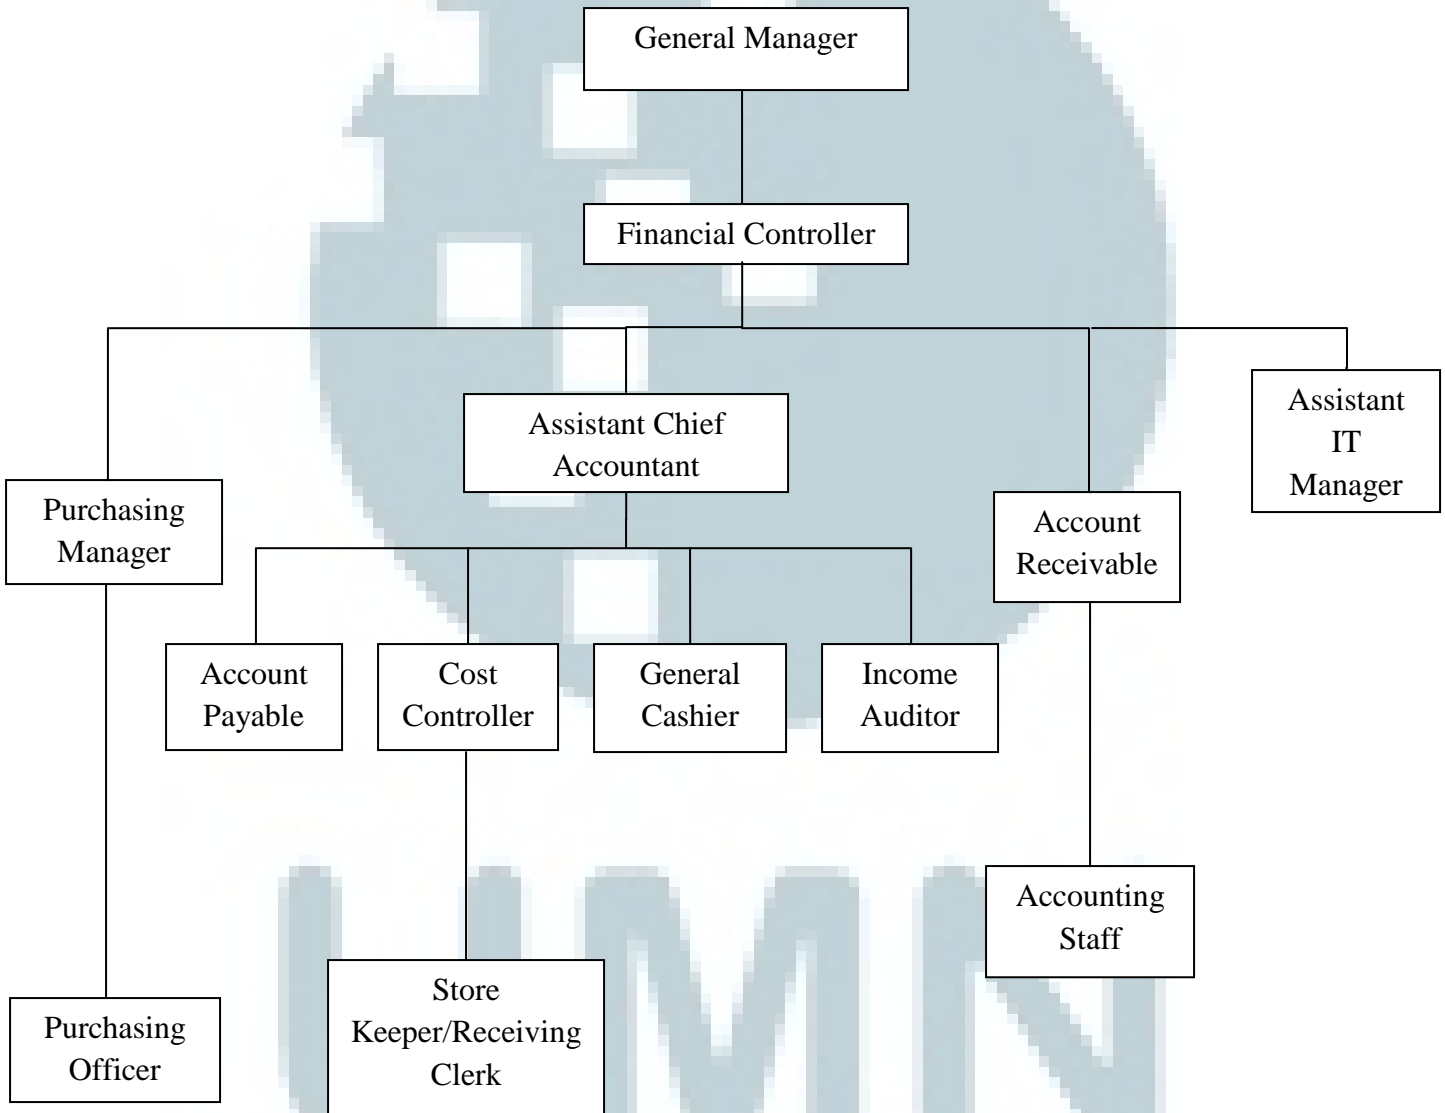 General Manager
Financial Controller
Assistant Chief
Accountant
Assistant
IT
Manager
Purchasing
Manager
Account
Receivable
Account
Payable
Cost
Controller
General
Cashier
Income
Auditor
Accounting
Staff
Store
Keeper/Receiving
Clerk
Purchasing
Officer
UMN